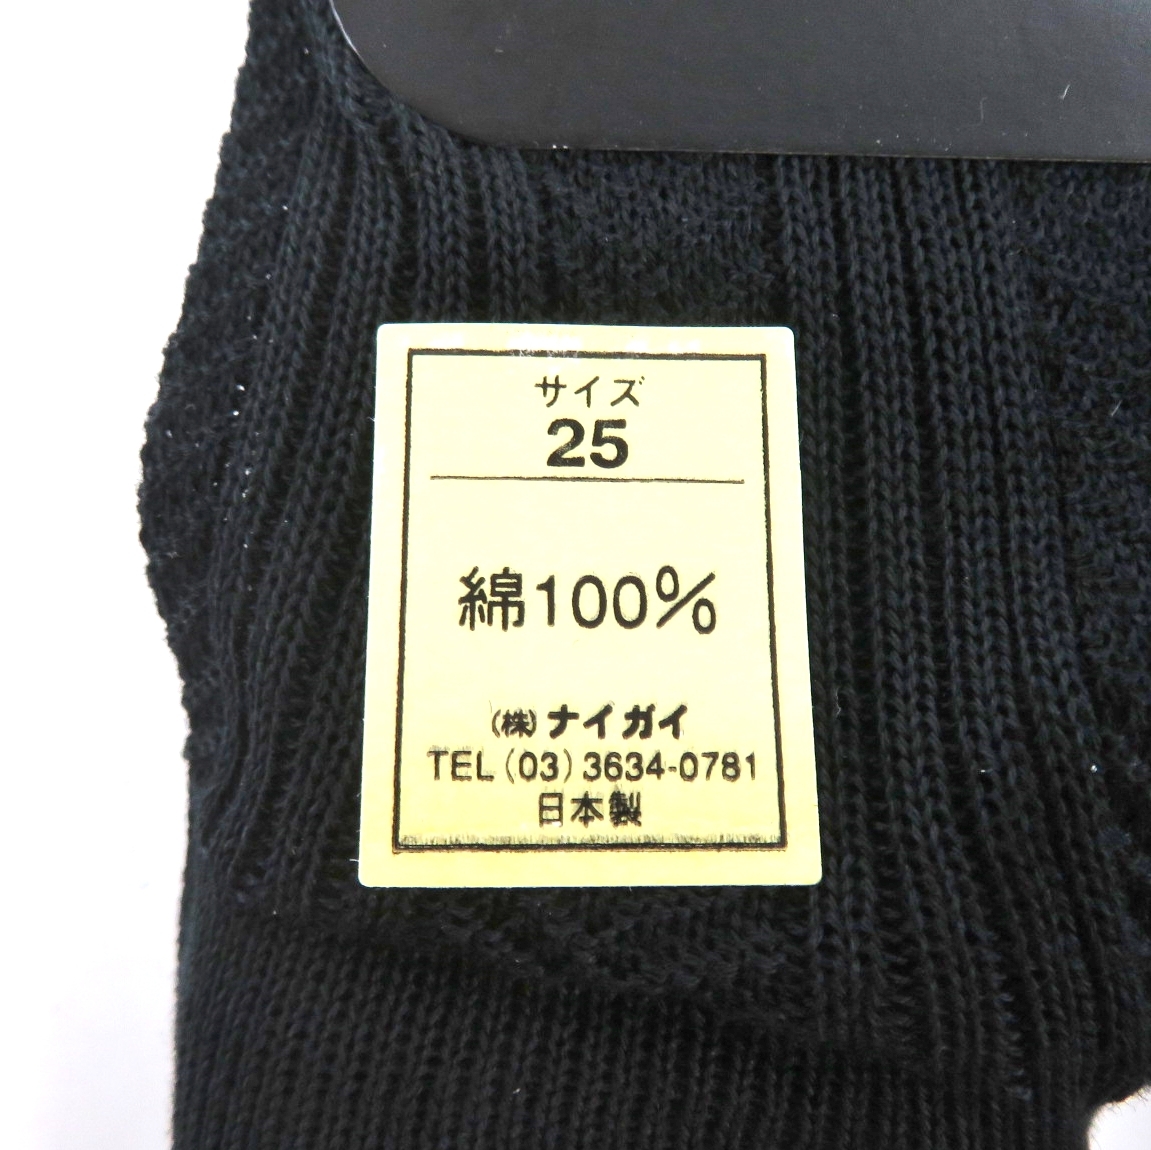 サイズ
25
綿100%
(株)ナイガイ
TEL(03)3634-0781
日本製